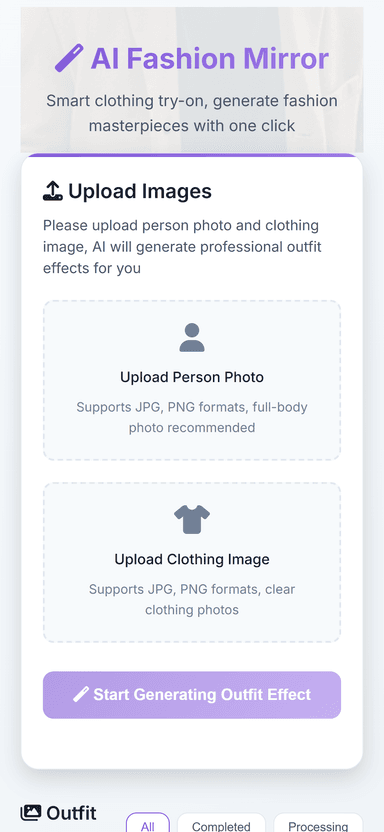 AI Fashion Mirror
Smart clothing try-on, generate fashion
masterpieces with one click
Upload Images
Please upload person photo and clothing
image, AI will generate professional outfit
effects for you
Upload Person Photo
Supports JPG, PNG formats, full-body
photo recommended
Upload Clothing Image
Supports JPG, PNG formats, clear
clothing photos
Start Generating Outfit Effect
Outfit
All
Completed
Processing